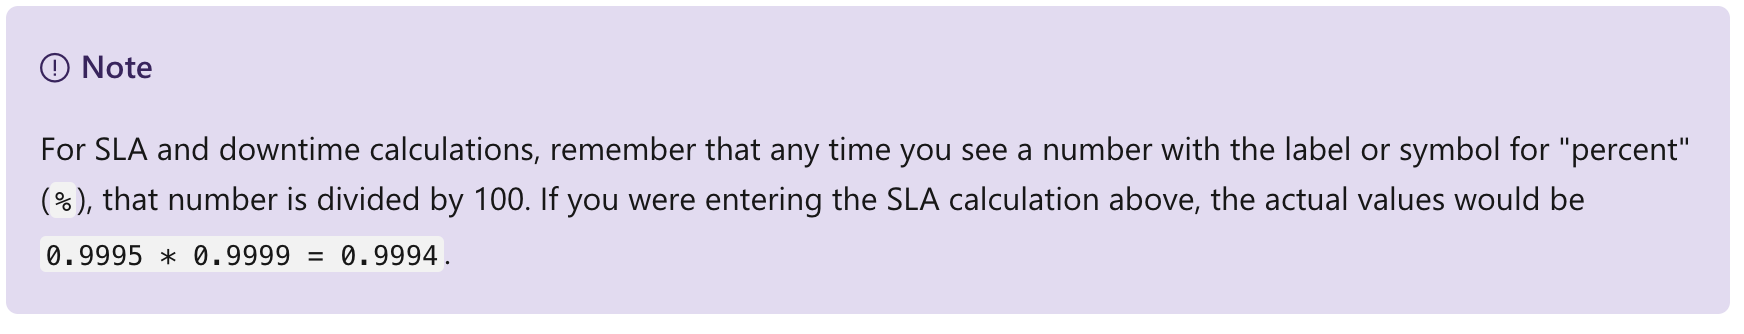 Note
For SLA and downtime calculations, remember that any time you see a number with the label or symbol for "percent"
(%), that number is divided by 100. If you were entering the SLA calculation above, the actual values would be
0.9995 * 0.9999 = 0.9994.